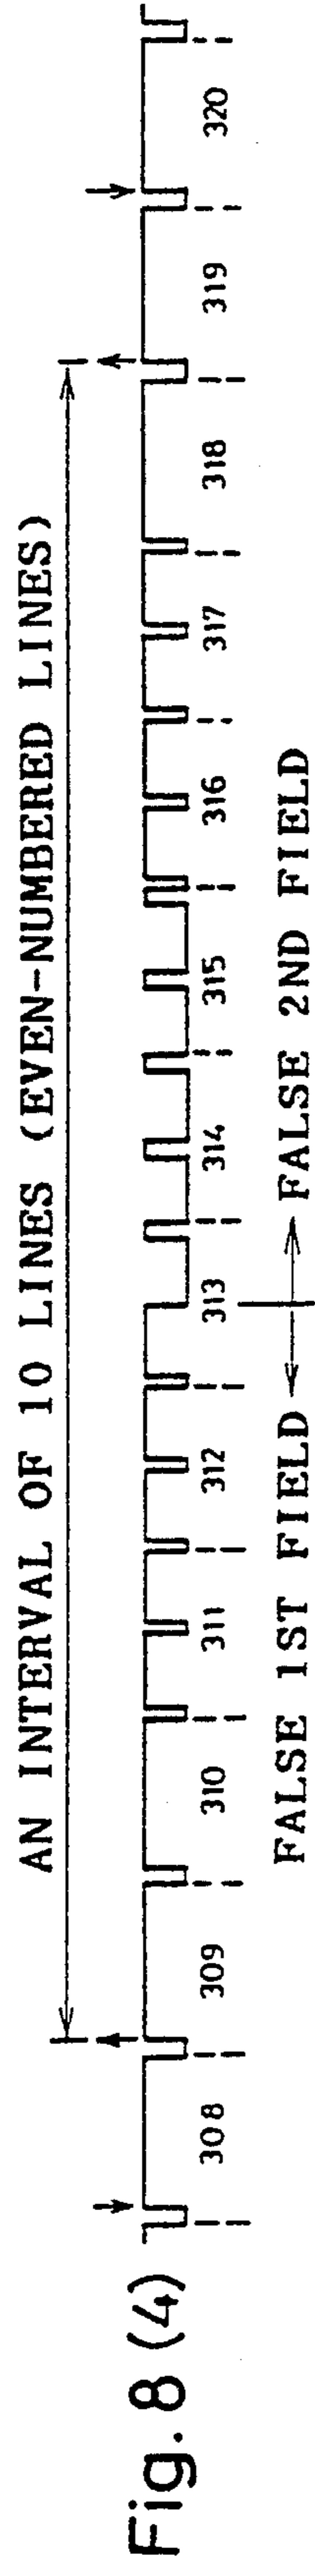 AN INTERVAL OF 10 LINES (EVEN-NUMBERED LINES)
308 309 310 311 312 313 314 315 316 317 318 319 320
FALSE 1ST FIELD FALSE 2ND FIELD
Fig. 8 (4)